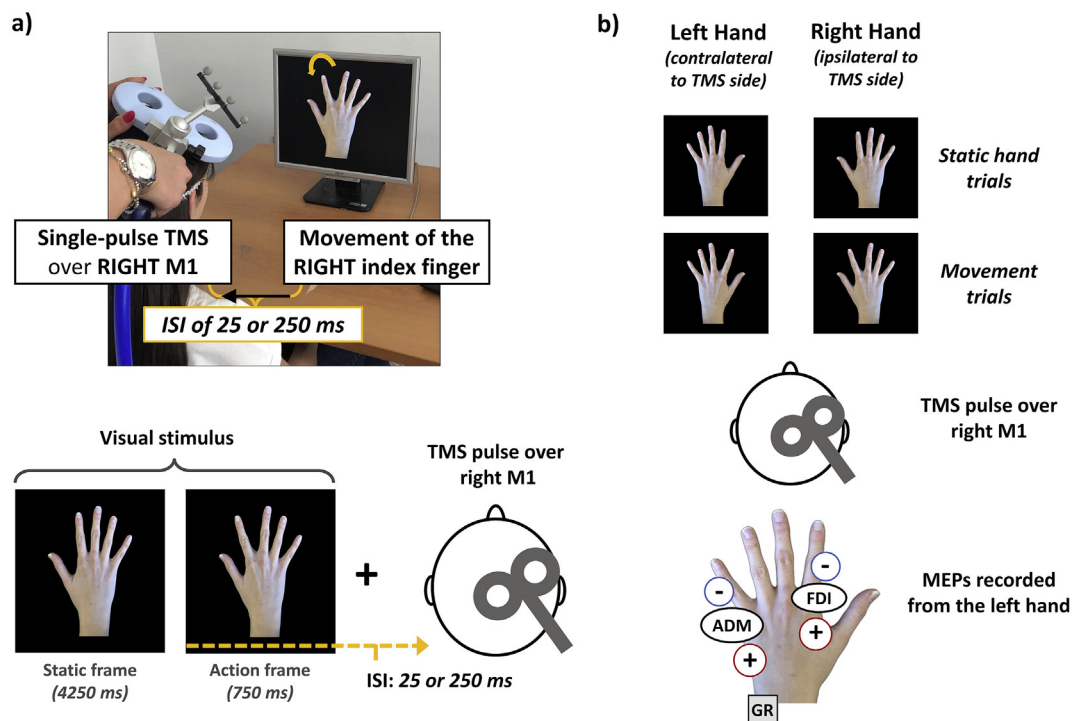 a)
Single-pulse TMS
over RIGHT M1
Movement of the
RIGHT index finger
ISI of 25 or 250 ms
Visual stimulus
TMS pulse over
right M1
+
Static frame
(4250 ms)
Action frame
(750 ms)
ISI: 25 or 250 ms
b)
Left Hand
(contralateral
to TMS side)
Right Hand
(ipsilateral to
TMS side)
Static hand
trials
Movement
trials
TMS pulse over
right M1
MEPs recorded
from the left hand
-
-
FDI
ADM
+
+
GR